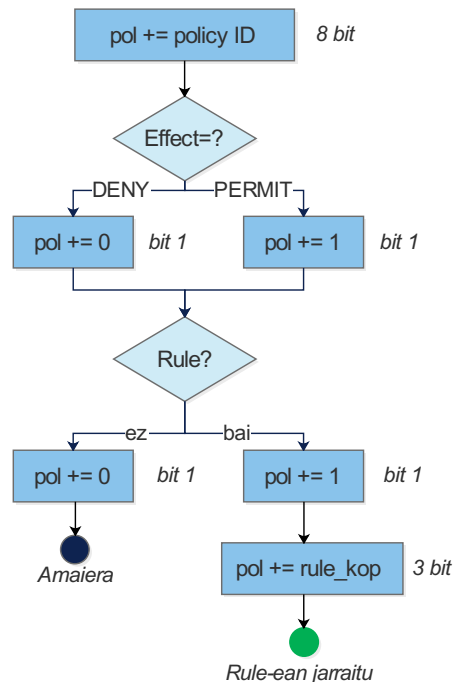 pol += policy ID 8 bit
Effect=?
DENY PERMIT
pol += 0 bit 1 pol += 1 bit 1
Rule?
ez bai
pol += 0 bit 1 pol += 1 bit 1
Amaiera
pol += rule_kop 3 bit
Rule-ean jarraitu